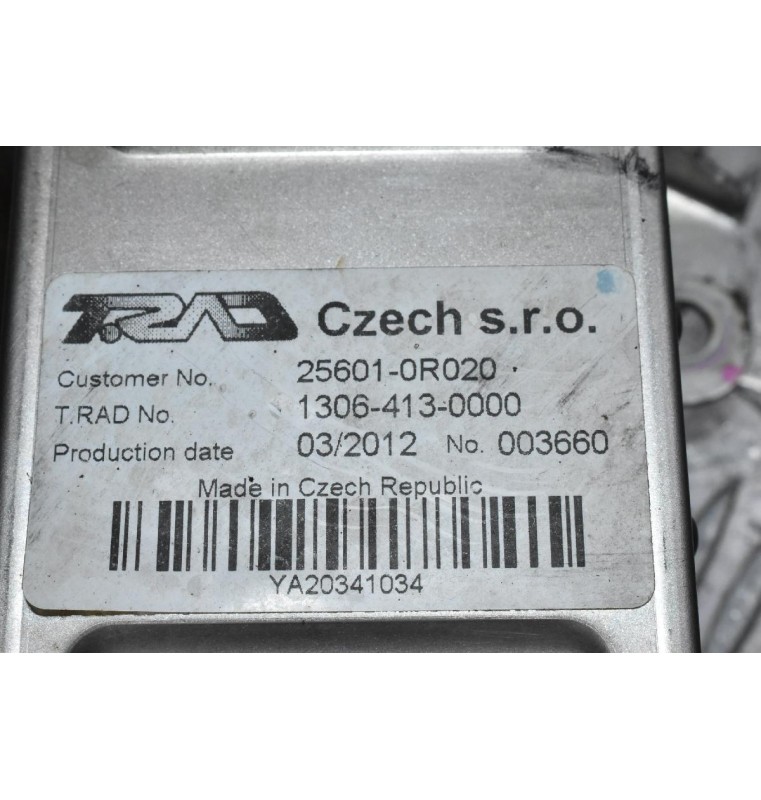 T.RAD Czech s.r.o.
Customer No. 25601-0R020
T.RAD No. 1306-413-0000
Production date 03/2012 No. 003660
Made in Czech Republic
YA20341034